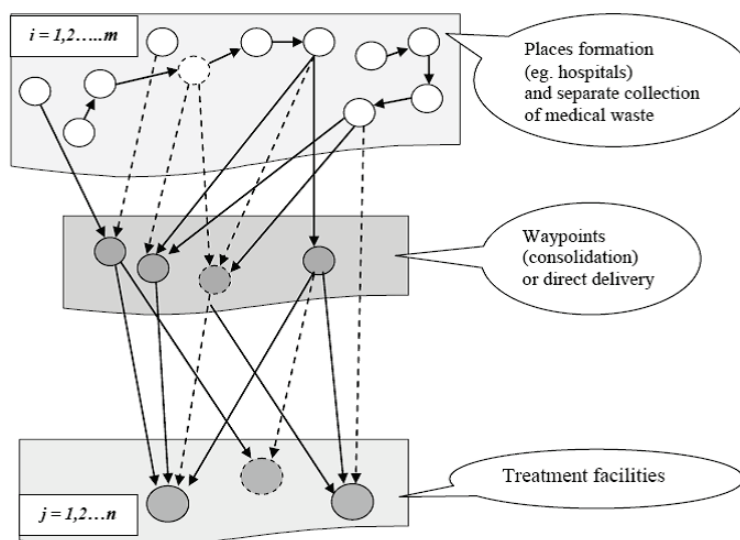 i = 1,2…..m
Places formation
(eg. hospitals)
and separate collection
of medical waste
Waypoints
(consolidation)
or direct delivery
Treatment facilities
j = 1,2…n